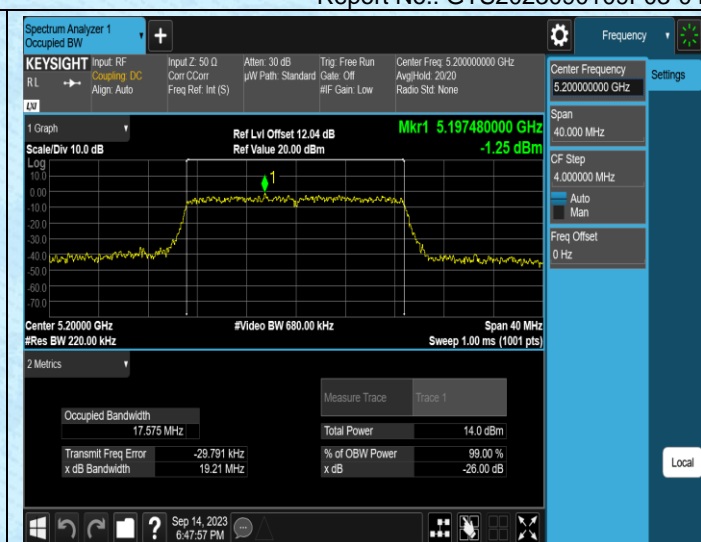 Spectrum Analyzer 1
Occupied BW
Frequency
KEYSIGHT
RL
LXI
Input: RF
Coupling: DC
Align: Auto
Input Z: 50 Ω
Corr CCorr
Freq Ref: Int (S)
Atten: 30 dB
µW Path: Standard
Trig: Free Run
Gate: Off
#IF Gain: Low
Center Freq: 5.200000000 GHz
Avg|Hold: 20/20
Radio Std: None
Center Frequency
5.200000000 GHz
Settings
Span
40.000 MHz
CF Step
4.000000 MHz
Auto
Man
Freq Offset
0 Hz
1 Graph
Scale/Div 10.0 dB
Ref Lvl Offset 12.04 dB
Ref Value 20.00 dBm
Mkr1 5.197480000 GHz
-1.25 dBm
Log
10.0
0.00
-10.0
-20.0
-30.0
-40.0
-50.0
-60.0
-70.0
1
Center 5.20000 GHz
#Res BW 220.00 kHz
#Video BW 680.00 kHz
Span 40 MHz
Sweep 1.00 ms (1001 pts)
2 Metrics
Measure Trace Trace 1
Occupied Bandwidth
17.575 MHz
Total Power 14.0 dBm
Transmit Freq Error -29.791 kHz
% of OBW Power 99.00 %
x dB Bandwidth 19.21 MHz
x dB -26.00 dB
Local
?
Sep 14, 2023
6:47:57 PM